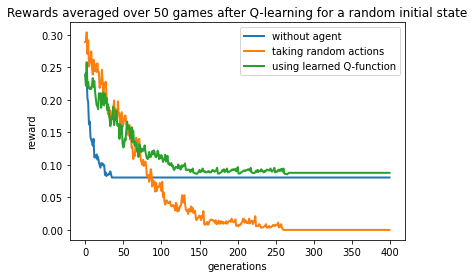 Rewards averaged over 50 games after Q-learning for a random initial state
without agent
taking random actions
using learned Q-function
reward
0.30
0.25
0.20
0.15
0.10
0.05
0.00
0 50 100 150 200 250 300 350 400
generations